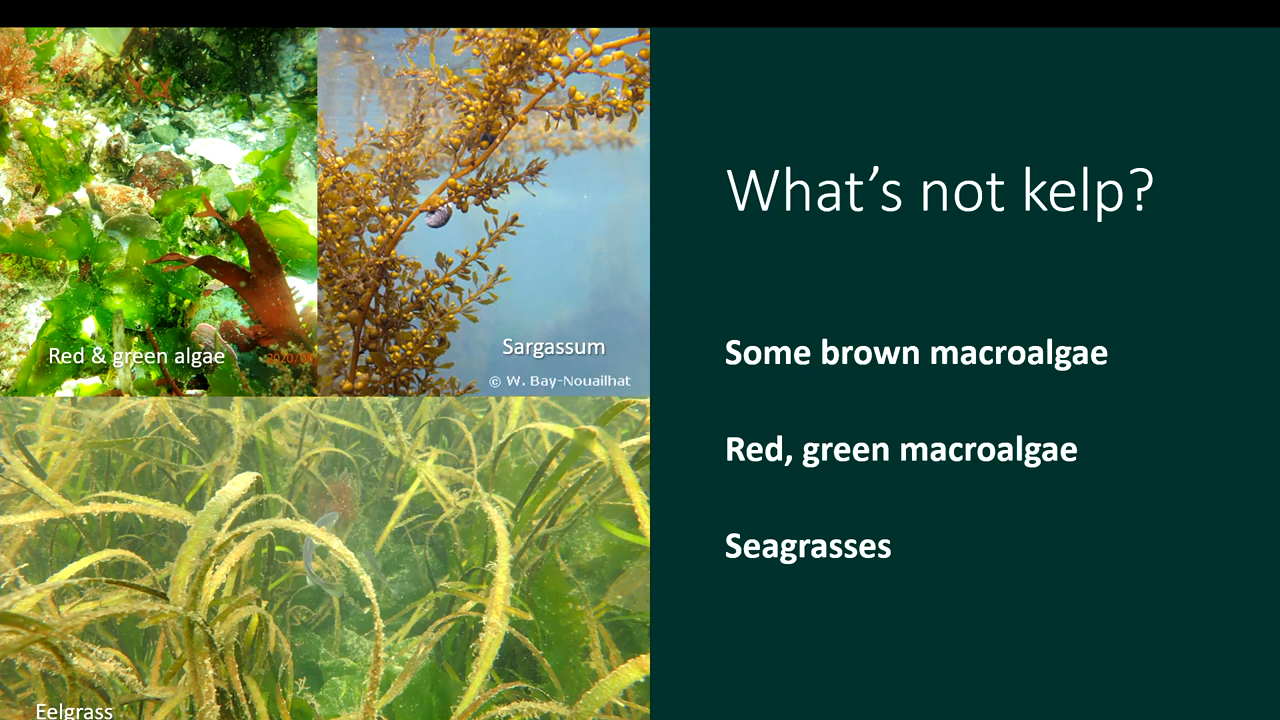 What's not kelp?
Some brown macroalgae
Red, green macroalgae
Seagrasses
Red & green algae
Sargassum
© W. Bay-Nouailhat
Eelgrass